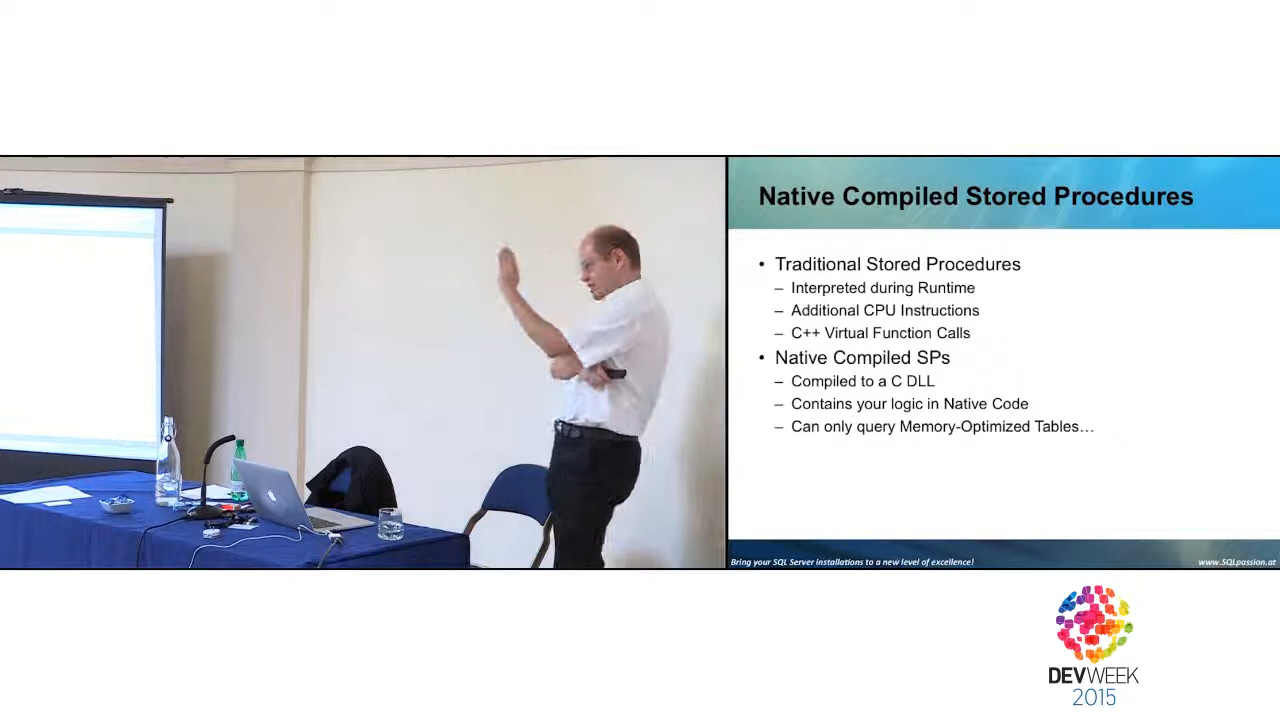 Native Compiled Stored Procedures
• Traditional Stored Procedures
– Interpreted during Runtime
– Additional CPU Instructions
– C++ Virtual Function Calls
• Native Compiled SPs
– Compiled to a C DLL
– Contains your logic in Native Code
– Can only query Memory-Optimized Tables…
Bring your SQL Server installations to a new level of excellence!
www.SQLpassion.at
DEVWEEK
2015